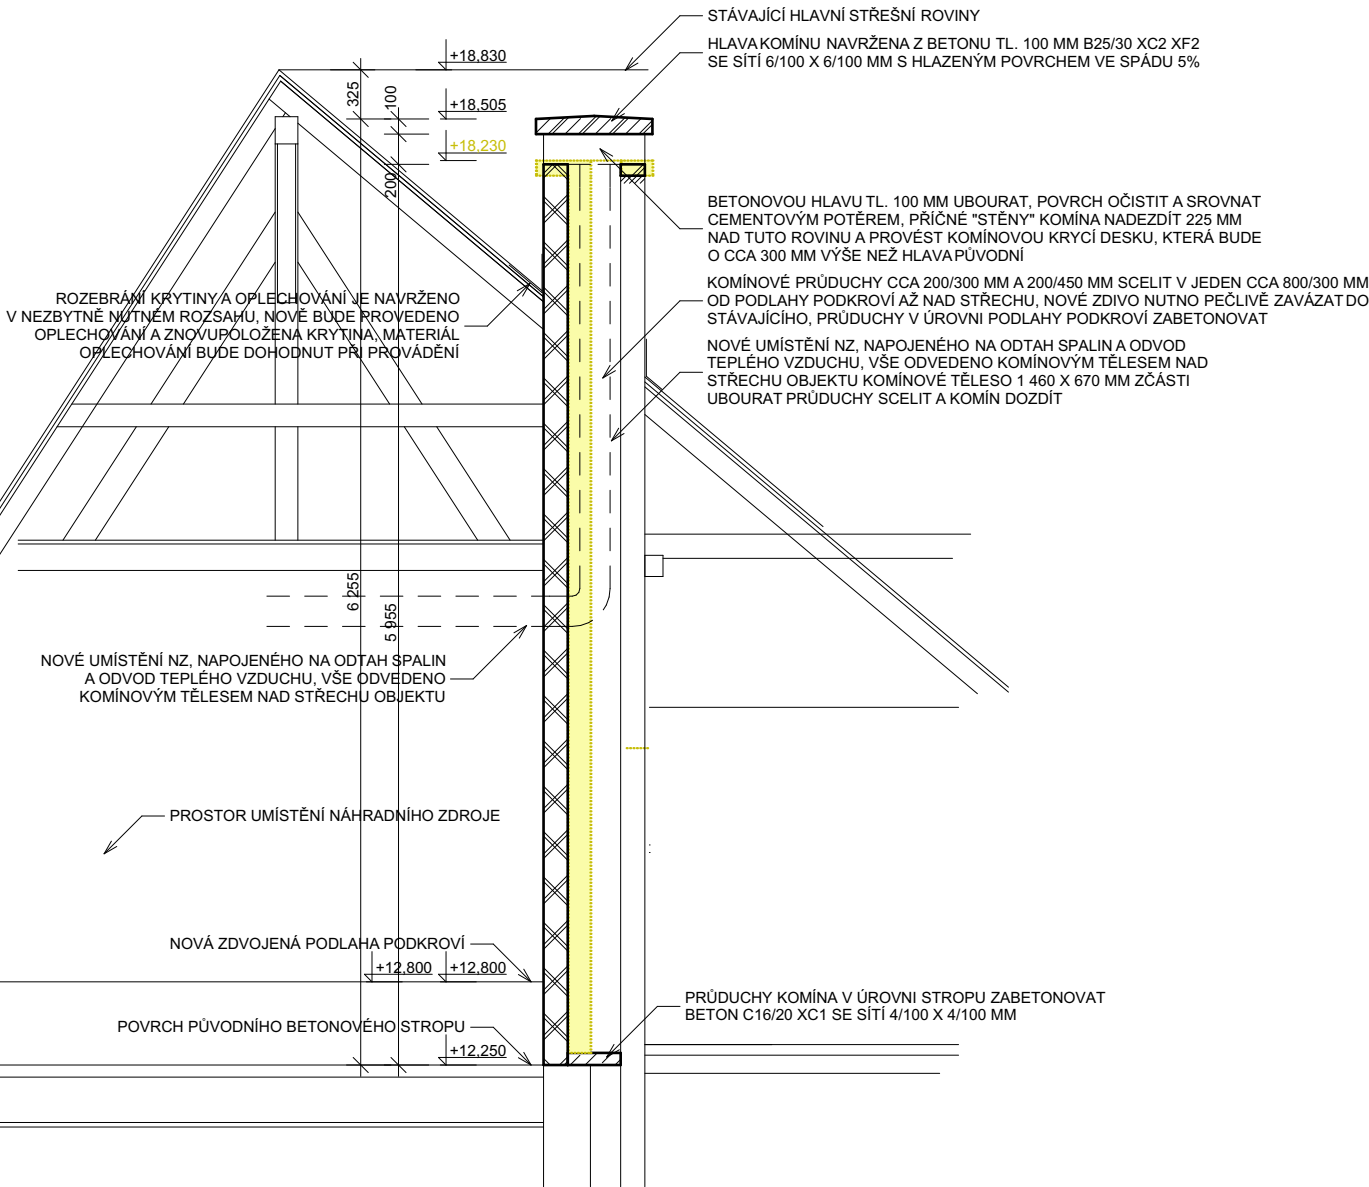 STÁVAJÍCÍ HLAVNÍ STŘEŠNÍ ROVINY
HLAVA KOMÍNU NAVRŽENA Z BETONU TL. 100 MM B25/30 XC2 XF2
SE SÍTÍ 6/100 X 6/100 MM S HLAZENÝM POVRCHEM VE SPÁDU 5%
+18,830
325
100
+18,505
+18,230
200
BETONOVOU HLAVU TL. 100 MM UBOURAT, POVRCH OČISTIT A SROVNAT
CEMENTOVÝM POTĚREM, PŘÍČNÉ "STĚNY" KOMÍNA NADEZDÍT 225 MM
NAD TUTO ROVINU A PROVÉST KOMÍNOVOU KRYCÍ DESKU, KTERÁ BUDE
O CCA 300 MM VÝŠE NEŽ HLAVA PŮVODNÍ
KOMÍNOVÉ PRŮDUCHY CCA 200/300 MM A 200/450 MM SCELIT V JEDEN CCA 800/300 MM
OD PODLAHY PODKROVÍ AŽ NAD STŘECHU, NOVÉ ZDIVO NUTNO PEČLIVĚ ZAVÁZAT DO
STÁVAJÍCÍHO, PRŮDUCHY V ÚROVNI PODLAHY PODKROVÍ ZABETONOVAT
ROZEBRÁNÍ KRYTINY A OPLECHOVÁNÍ JE NAVRŽENO
V NEZBYTNĚ NUTNÉM ROZSAHU, NOVĚ BUDE PROVEDENO
OPLECHOVÁNÍ A ZNOVUPOLOŽENA KRYTINA, MATERIÁL
OPLECHOVÁNÍ BUDE DOHODNUT PŘI PROVÁDĚNÍ
NOVÉ UMÍSTĚNÍ NZ, NAPOJENÉHO NA ODTAH SPALIN A ODVOD
TEPLÉHO VZDUCHU, VŠE ODVEDENO KOMÍNOVÝM TĚLESEM NAD
STŘECHU OBJEKTU KOMÍNOVÉ TĚLESO 1 460 X 670 MM ZČÁSTI
UBOURAT PRŮDUCHY SCELIT A KOMÍN DOZDÍT
6 255
5 955
NOVÉ UMÍSTĚNÍ NZ, NAPOJENÉHO NA ODTAH SPALIN
A ODVOD TEPLÉHO VZDUCHU, VŠE ODVEDENO
KOMÍNOVÝM TĚLESEM NAD STŘECHU OBJEKTU
PROSTOR UMÍSTĚNÍ NÁHRADNÍHO ZDROJE
NOVÁ ZDVOJENÁ PODLAHA PODKROVÍ
+12,800 +12,800
PRŮDUCHY KOMÍNA V ÚROVNI STROPU ZABETONOVAT
BETON C16/20 XC1 SE SÍTÍ 4/100 X 4/100 MM
POVRCH PŮVODNÍHO BETONOVÉHO STROPU
+12,250